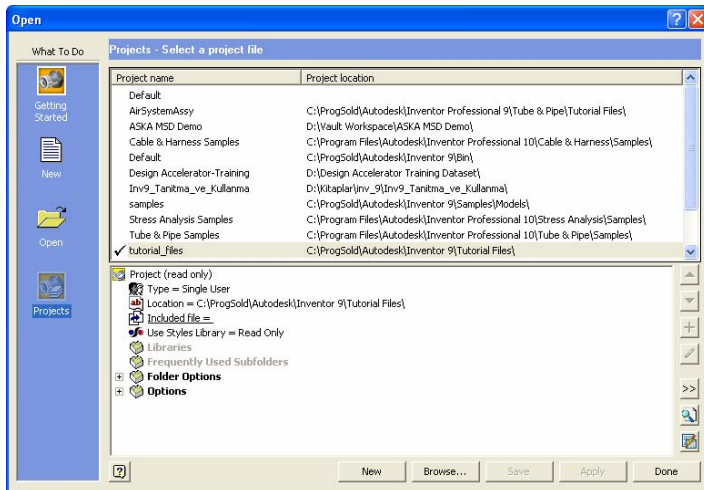 Open
What To Do
Getting
Started
New
Open
Projects
Projects - Select a project file
Project name Project location
Default
AirSystemAssy C:\ProgSold\Autodesk\Inventor Professional 9\Tube & Pipe\Tutorial Files\
ASKA MSD Demo D:\Vault Workspace\ASKA MSD Demo\
Cable & Harness Samples C:\Program Files\Autodesk\Inventor Professional 10\Cable & Harness\Samples\
Default C:\ProgSold\Autodesk\Inventor 9\Bin\
Design Accelerator-Training D:\Design Accelerator Training Dataset\
Inv9_Tanitma_ve_Kullanma D:\Kitaplar\inv_9\Inv9_Tanitma_ve_Kullanma\
samples C:\ProgSold\Autodesk\Inventor 9\Samples\Models\
Stress Analysis Samples C:\Program Files\Autodesk\Inventor Professional 10\Stress Analysis\Samples\
Tube & Pipe Samples C:\Program Files\Autodesk\Inventor Professional 10\Tube & Pipe\Samples\
tutorial_files C:\ProgSold\Autodesk\Inventor 9\Tutorial Files\
Project (read only)
Type = Single User
Location = C:\ProgSold\Autodesk\Inventor 9\Tutorial Files\
Included file =
Use Styles Library = Read Only
Libraries
Frequently Used Subfolders
Folder Options
Options
>>
New Browse... Save Apply Done